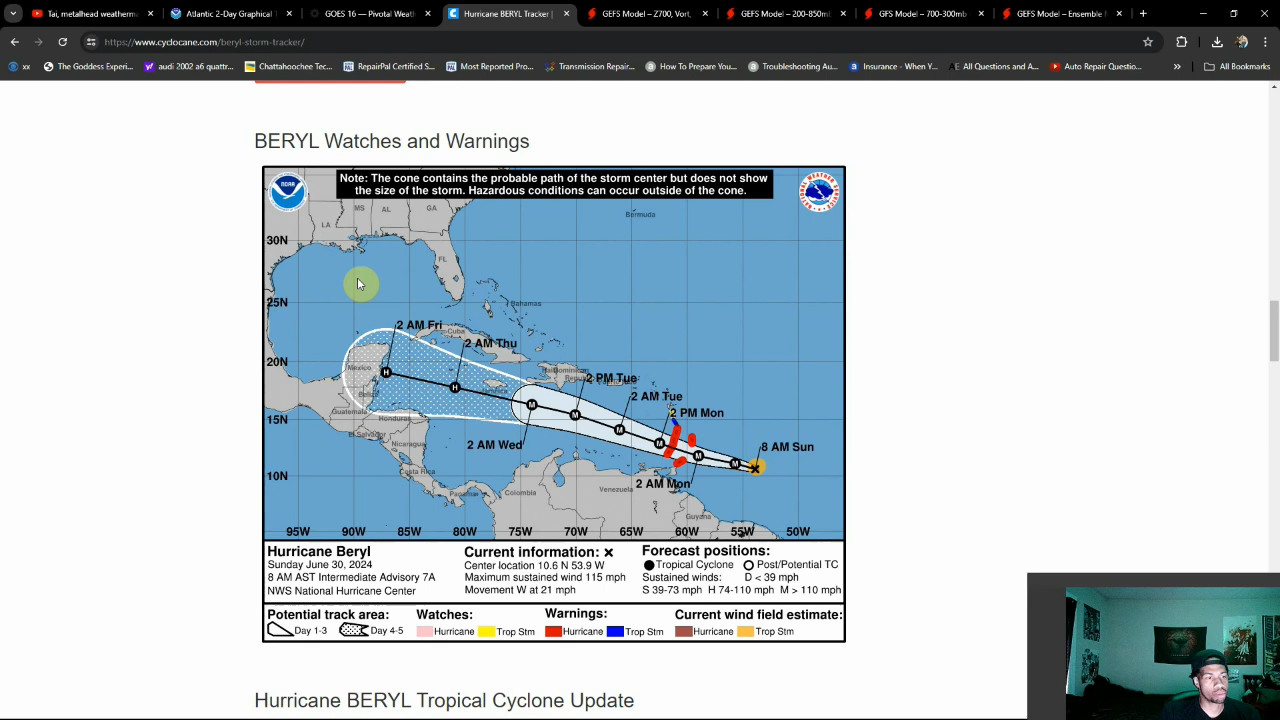 Tai, metalhead weatherma
Atlantic 2-Day Graphical T
GOES 16 — Pivotal Weath
Hurricane BERYL Tracker |
GEFS Model – Z700, Vort,
GEFS Model – 200-850mb
GFS Model – 700-300mb
GEFS Model – Ensemble M
https://www.cyclocane.com/beryl-storm-tracker/
xx
The Goddess Experi...
audi 2002 a6 quattr...
Chattahoochee Tec...
RepairPal Certified S...
Most Reported Pro...
Transmission Repair...
How To Prepare You...
Troubleshooting Au...
Insurance - When Y...
All Questions and A...
Auto Repair Questio...
All Bookmarks
BERYL Watches and Warnings
Note: The cone contains the probable path of the storm center but does not show
the size of the storm. Hazardous conditions can occur outside of the cone.
NOAA
MS AL GA
LA
Bermuda
30N
FL
25N
Bahamas
2 AM Fri
Cuba
2 AM Thu
20N
Mexico
2 PM Tue
Belize
2 AM Tue
Guatemala
2 PM Mon
15N
Honduras
El Salvador
Nicaragua
2 AM Wed
8 AM Sun
Costa Rica
10N
2 AM Mon
Panama
Colombia
Venezuela
Guyana
95W 90W 85W 80W 75W 70W 65W 60W 55W 50W
Hurricane Beryl
Sunday June 30, 2024
8 AM AST Intermediate Advisory 7A
NWS National Hurricane Center
Current information: x
Center location 10.6 N 53.9 W
Maximum sustained wind 115 mph
Movement W at 21 mph
Forecast positions:
Tropical Cyclone Post/Potential TC
Sustained winds: D < 39 mph
S 39-73 mph H 74-110 mph M > 110 mph
Potential track area:
Day 1-3 Day 4-5
Watches:
Hurricane Trop Stm
Warnings:
Hurricane Trop Stm
Current wind field estimate:
Hurricane Trop Stm
Hurricane BERYL Tropical Cyclone Update